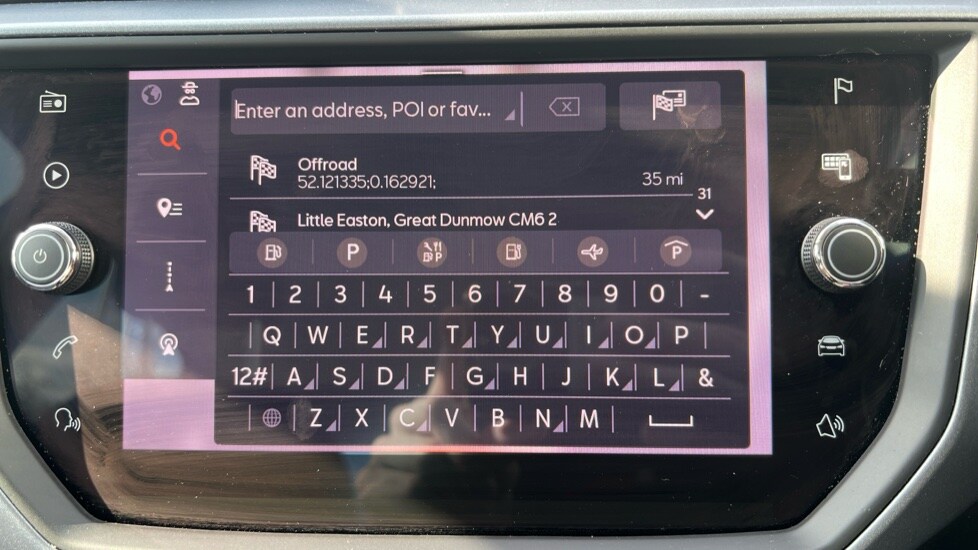 Enter an address, POI or fav...
Offroad
52.121335;0.162921;
35 mi
31
Little Easton, Great Dunmow CM6 2
P
P
1 2 3 4 5 6 7 8 9 0 -
Q W E R T Y U I O P
12# A S D F G H J K L &
Z X C V B N M